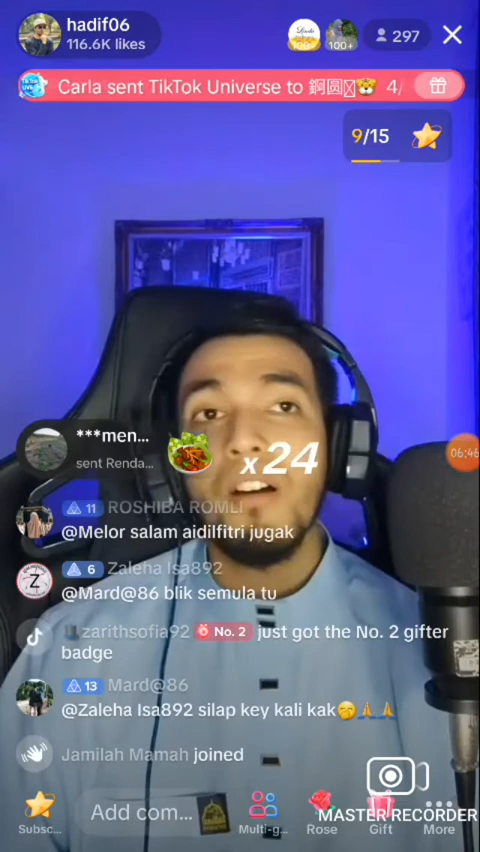 hadif06
116.6K likes
297
Carla sent TikTok Universe to 鋼圆 4/
9/15
***men...
sent Renda...
x24
06:46
11 ROSHIBA ROMLI
@Melor salam aidilfitri jugak
6 Zaleha Isa892
@Mard@86 blik semula tu
zarithsofia92 No. 2 just got the No. 2 gifter
badge
13 Mard@86
@Zaleha Isa892 silap key kali kak
Jamilah Mamah joined
MASTER RECORDER
Subsc... Add com... Multi-g... Rose Gift More